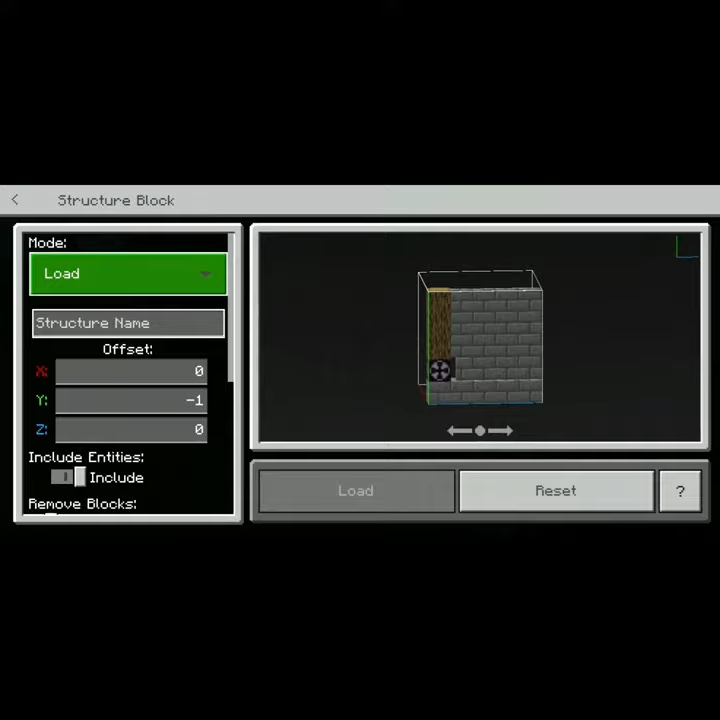 Structure Block
Mode:
Load
Structure Name
Offset:
X: 0
Y: -1
Z: 0
Include Entities:
Include
Remove Blocks:
Load
Reset
?